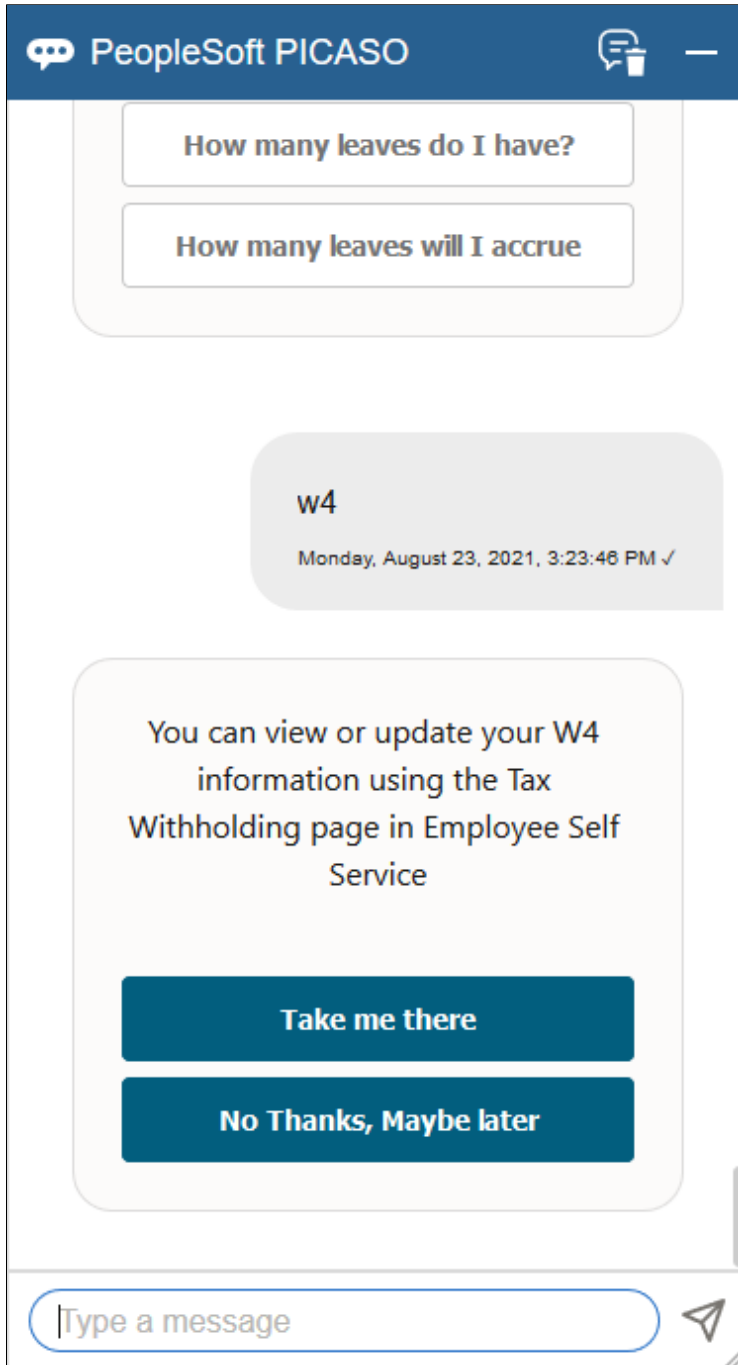 PeopleSoft PICASO
How many leaves do I have?
How many leaves will I accrue
w4
Monday, August 23, 2021, 3:23:46 PM ✓
You can view or update your W4
information using the Tax
Withholding page in Employee Self
Service
Take me there
No Thanks, Maybe later
Type a message